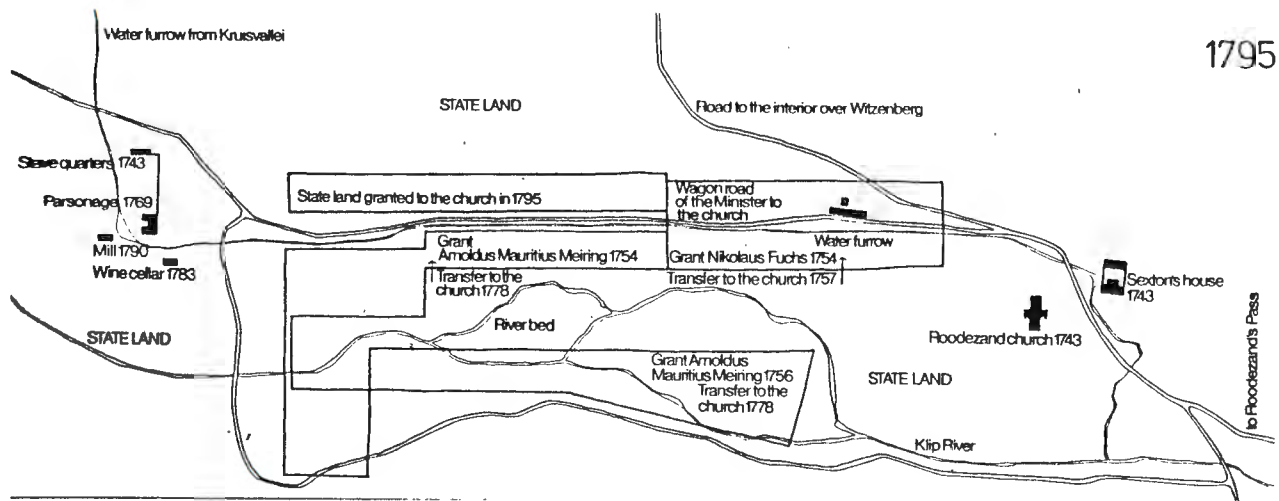 Water furrow from Kruisvallei
1795
STATE LAND
Road to the interior over Witzenberg
Slave quarters 1743
Parsonage 1769
Mill 1790
Wine cellar 1783
State land granted to the church in 1795
Wagon road
of the Minister to
the church
Water furrow
Grant
Arnoldus Mauritius Meiring 1754
Transfer to the
church 1778
Grant Nikolaus Fuchs 1754
Transfer to the church 1757
Sexton's house
1743
Roodezand church 1743
to Roodezand's Pass
STATE LAND
River bed
Grant Arnoldus
Mauritius Meiring 1756
Transfer to the
church 1778
STATE LAND
Klip River